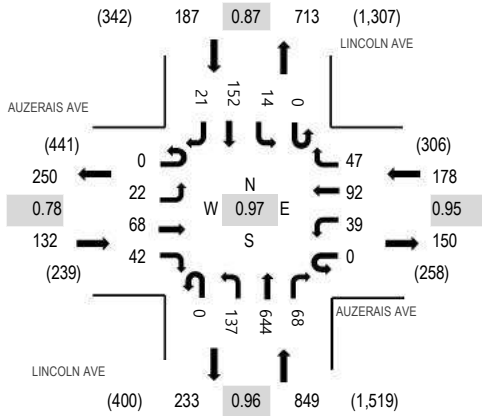 (342) 187 0.87 713 (1,307)
LINCOLN AVE
21 152 14 0
AUZERAIS AVE
(441) 0 47 (306)
250 22 N 92 178
0.78 W 0.97 E 0.95
132 68 S 39 150
(239) 42 0 (258)
0 137 644 68
AUZERAIS AVE
LINCOLN AVE
(400) 233 0.96 849 (1,519)